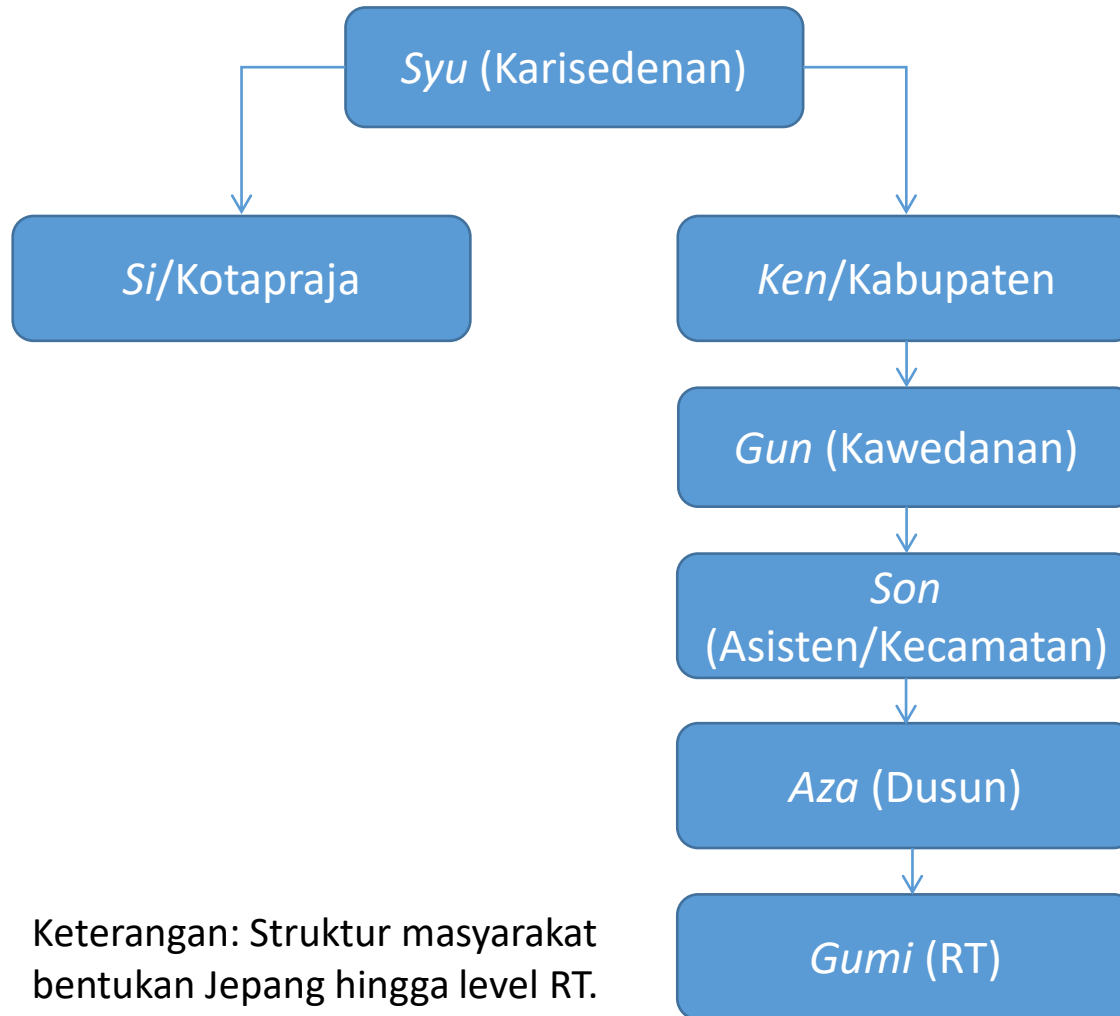 Syu (Karisedenan)
Si/Kotapraja
Ken/Kabupaten
Gun (Kawedanan)
Son
(Asisten/Kecamatan)
Aza (Dusun)
Gumi (RT)
Keterangan: Struktur masyarakat
bentukan Jepang hingga level RT.